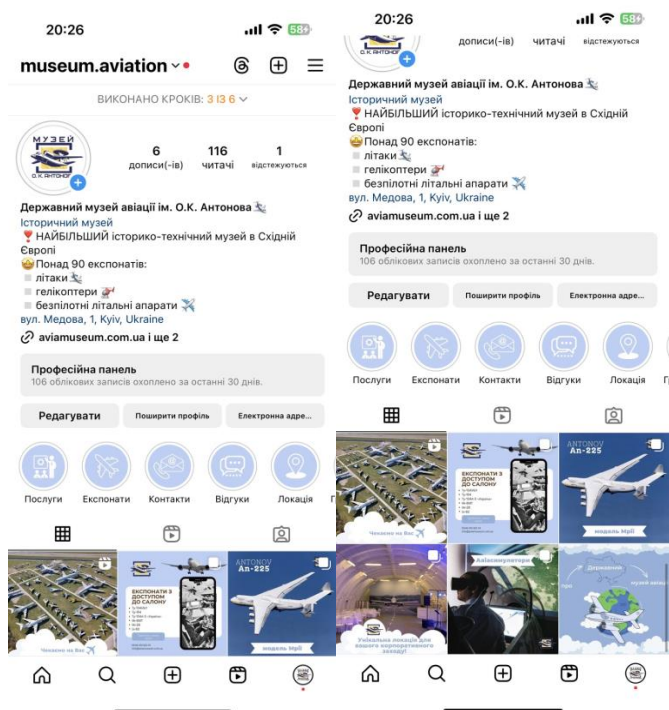 20:26
58
museum.aviation
ВИКОНАНО КРОКІВ: 3 ІЗ 6
МУЗЕЙ
О.К. АНТОНОВ
6
116
1
дописи(-ів)
читачі
відстежуються
Державний музей авіації ім. О.К. Антонова
Історичний музей
НАЙБІЛЬШИЙ історико-технічний музей в Східній
Європі
Понад 90 експонатів:
літаки
гелікоптери
безпілотні літальні апарати
вул. Медова, 1, Kyiv, Ukraine
aviamuseum.com.ua і ще 2
Професійна панель
106 облікових записів охоплено за останні 30 днів.
Редагувати
Поширити профіль
Електронна адре...
Послуги
Експонати
Контакти
Відгуки
Локація
Г
Чекаємо на Вас
ЕКСПОНАТИ З
ДОСТУПОМ
ДО САЛОНУ
ANTONOV
An-225
модель Мрії
20:26
58
дописи(-ів)
читачі
відстежуються
Державний музей авіації ім. О.К. Антонова
Історичний музей
НАЙБІЛЬШИЙ історико-технічний музей в Східній
Європі
Понад 90 експонатів:
літаки
гелікоптери
безпілотні літальні апарати
вул. Медова, 1, Kyiv, Ukraine
aviamuseum.com.ua і ще 2
Професійна панель
106 облікових записів охоплено за останні 30 днів.
Редагувати
Поширити профіль
Електронна адре...
Послуги
Експонати
Контакти
Відгуки
Локація
Чекаємо на Вас
ЕКСПОНАТИ З
ДОСТУПОМ
ДО САЛОНУ
ANTONOV
An-225
модель Мрії
Унікальна локація для
вашого корпоративного
заходу!
Авіасимулятори
Державний
про
музей авіац